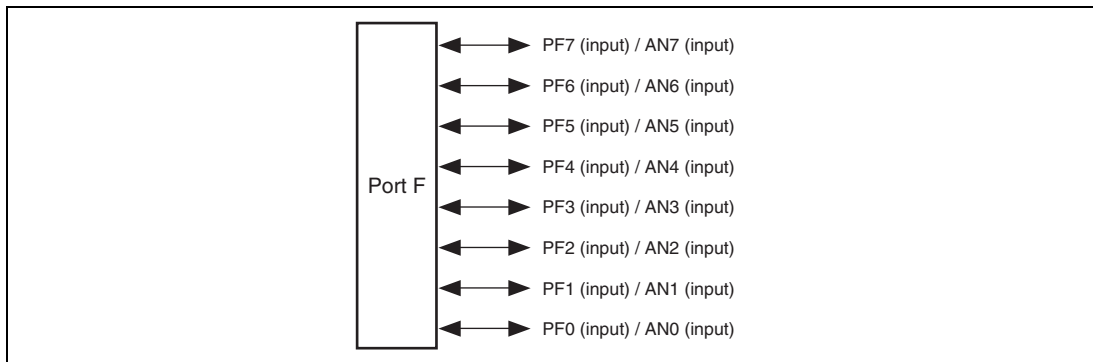 Port F
PF7 (input) / AN7 (input)
PF6 (input) / AN6 (input)
PF5 (input) / AN5 (input)
PF4 (input) / AN4 (input)
PF3 (input) / AN3 (input)
PF2 (input) / AN2 (input)
PF1 (input) / AN1 (input)
PF0 (input) / AN0 (input)